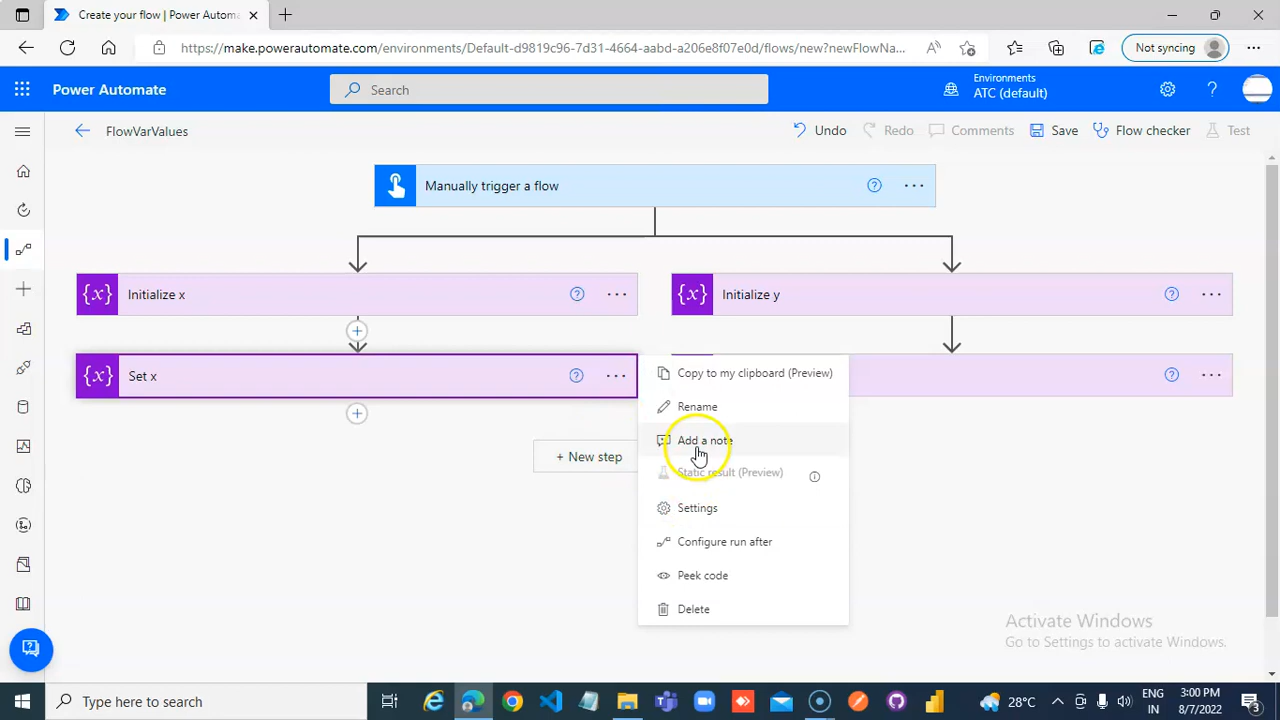 Create your flow | Power Automate
https://make.powerautomate.com/environments/Default-d9819c96-7d31-4664-aabd-a206e8f07e0d/flows/new?newFlowNa...
Not syncing
Power Automate
Search
Environments
ATC (default)
FlowVarValues
Undo
Redo
Comments
Save
Flow checker
Test
Manually trigger a flow
{x} Initialize x
{x} Initialize y
{x} Set x
Copy to my clipboard (Preview)
Rename
Add a note
Static result (Preview)
Settings
Configure run after
Peek code
Delete
+ New step
Activate Windows
Go to Settings to activate Windows.
Type here to search
28°C
ENG
IN
3:00 PM
8/7/2022
3